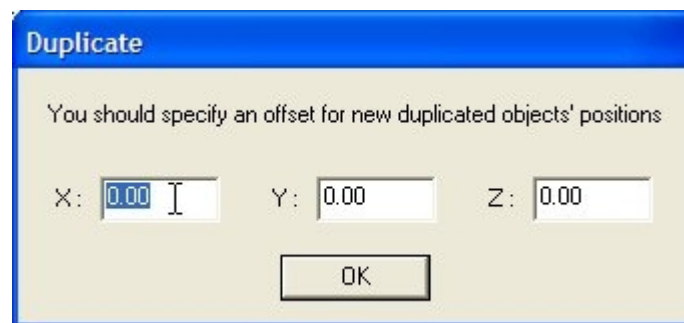 Duplicate
You should specify an offset for new duplicated objects' positions
X: 0.00 Y: 0.00 Z: 0.00
OK